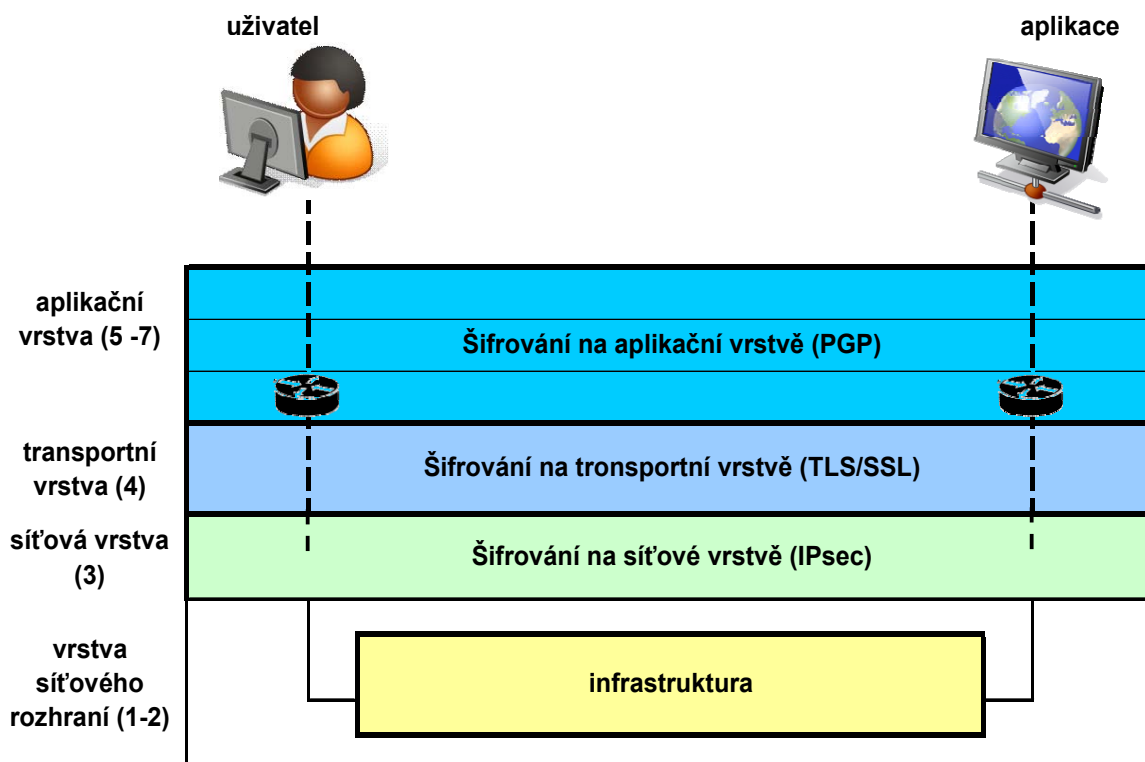 uživatel
aplikace
aplikační
vrstva (5 -7)
Šifrování na aplikační vrstvě (PGP)
transportní
vrstva (4)
Šifrování na tronsportní vrstvě (TLS/SSL)
síťová vrstva
(3)
Šifrování na síťové vrstvě (IPsec)
vrstva
síťového
rozhraní (1-2)
infrastruktura